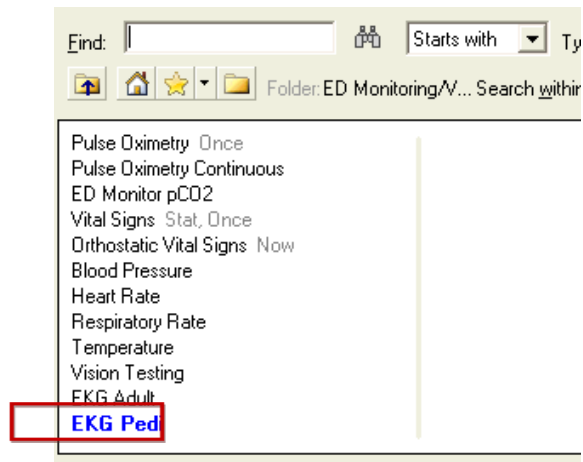 Find: Starts with Ty
Folder: ED Monitoring/V... Search within
Pulse Oximetry Once
Pulse Oximetry Continuous
ED Monitor pCO2
Vital Signs Stat, Once
Orthostatic Vital Signs Now
Blood Pressure
Heart Rate
Respiratory Rate
Temperature
Vision Testing
EKG Adult
EKG Pedi